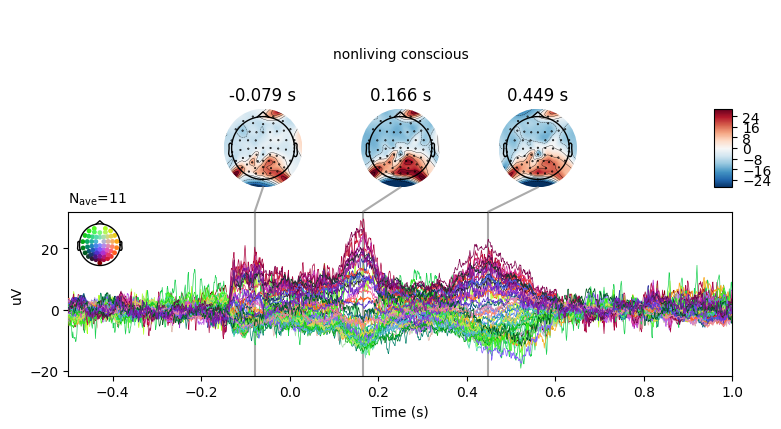 nonliving conscious
-0.079 s 0.166 s 0.449 s
24
16
8
0
−8
−16
−24
Nave=11
20
0
−20
uV
−0.4 −0.2 0.0 0.2 0.4 0.6 0.8 1.0
Time (s)